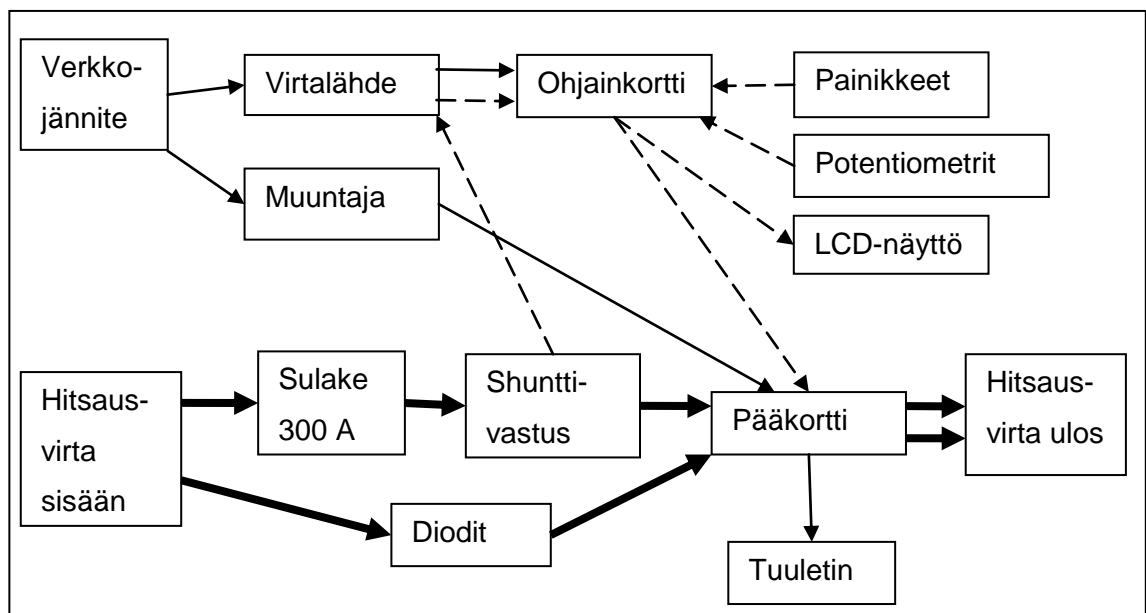 Verkko-
jännite
Virtalähde
Ohjainkortti
Painikkeet
Potentiometrit
Muuntaja
LCD-näyttö
Hitsaus-
virta
sisään
Sulake
300 A
Shuntti-
vastus
Pääkortti
Hitsaus-
virta ulos
Diodit
Tuuletin